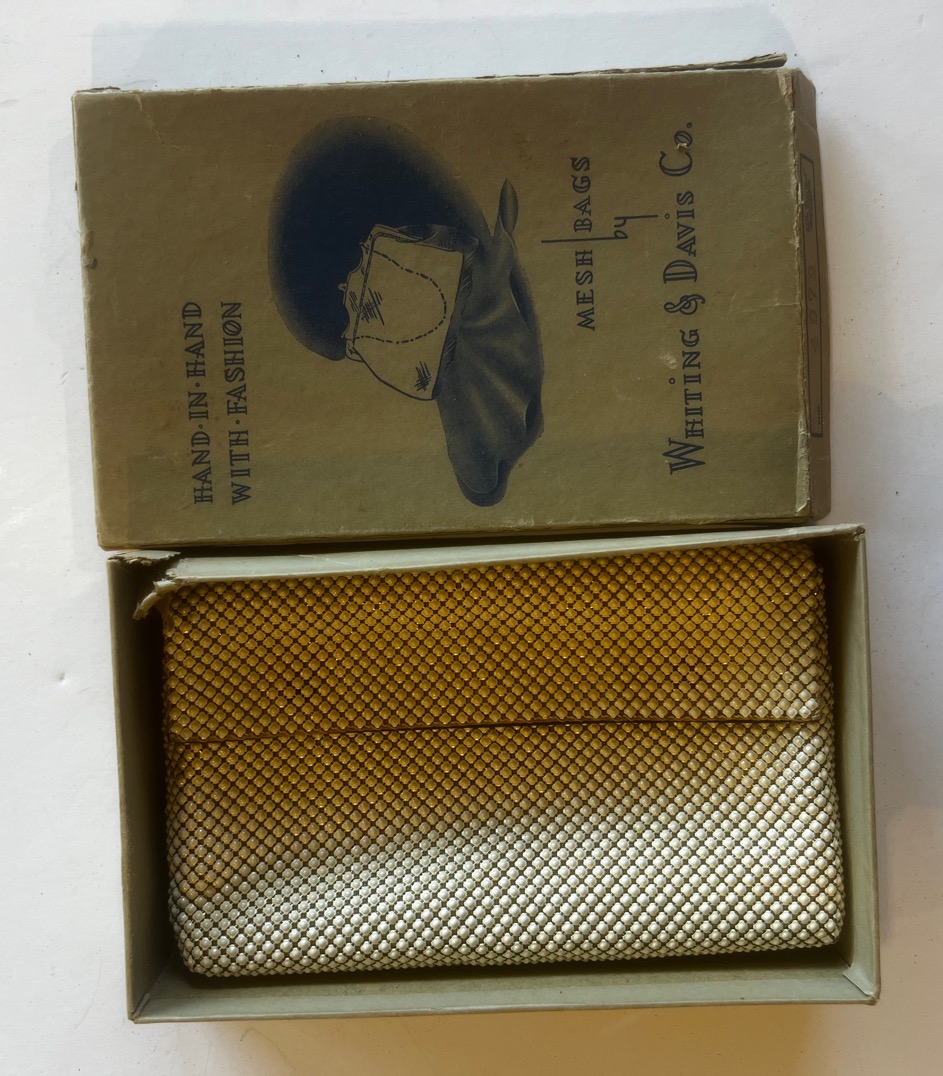 HAND·IN·HAND
WITH·FASHION
MESH BAGS
by
WHITING & DAVIS Co.